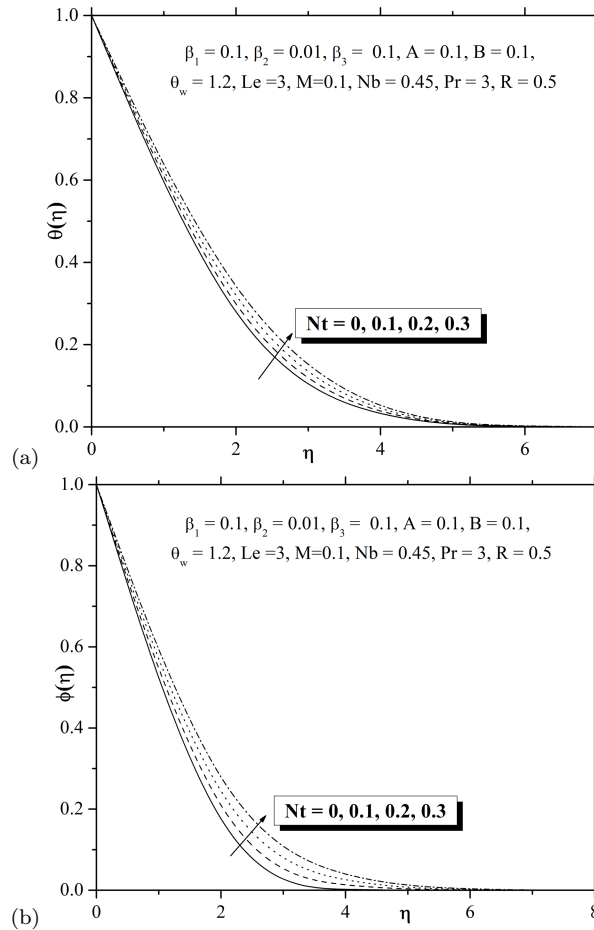 1.0
β₁ = 0.1, β₂ = 0.01, β₃ = 0.1, A = 0.1, B = 0.1,
θ_w = 1.2, Le =3, M=0.1, Nb = 0.45, Pr = 3, R = 0.5
0.8
0.6
θ(η)
0.4
Nt = 0, 0.1, 0.2, 0.3
0.2
0.0
0 2 4 6
(a) η
1.0
β₁ = 0.1, β₂ = 0.01, β₃ = 0.1, A = 0.1, B = 0.1,
θ_w = 1.2, Le =3, M=0.1, Nb = 0.45, Pr = 3, R = 0.5
0.8
0.6
ϕ(η)
0.4
Nt = 0, 0.1, 0.2, 0.3
0.2
0.0
0 2 4 6 8
(b) η